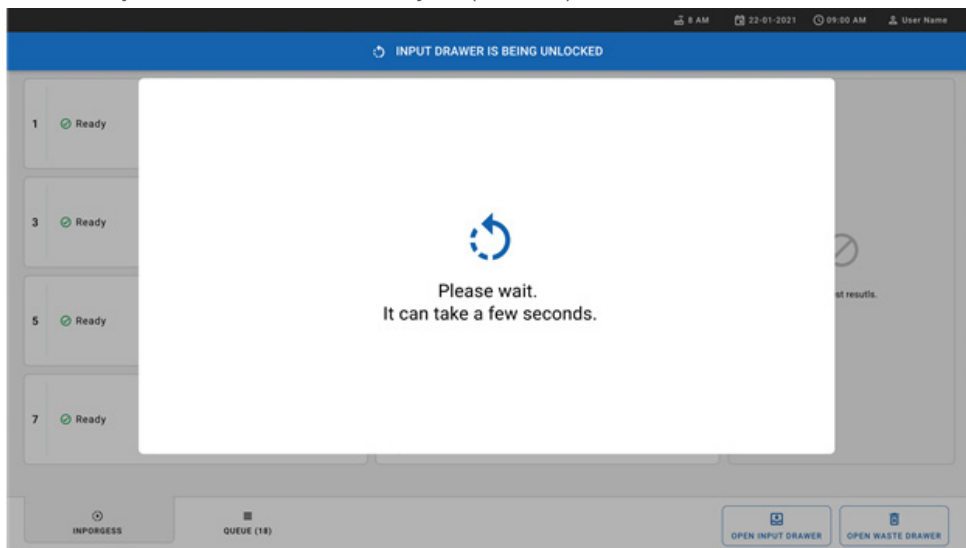 8 AM 22-01-2021 09:00 AM User Name
INPUT DRAWER IS BEING UNLOCKED
1 Ready
3 Ready
Please wait.
It can take a few seconds.
st resutls.
5 Ready
7 Ready
INPORGESS QUEUE (18) OPEN INPUT DRAWER OPEN WASTE DRAWER